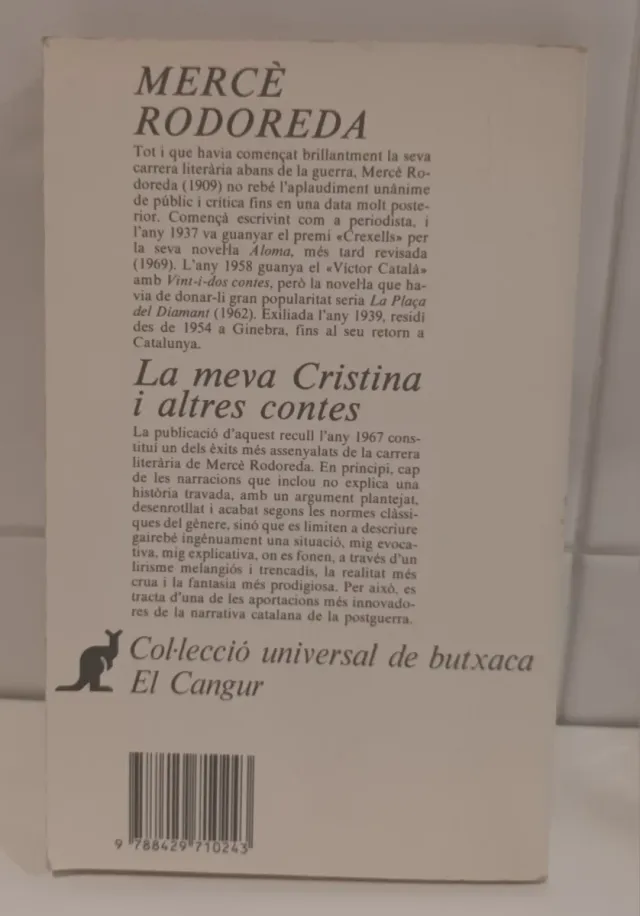 MERCÈ
RODOREDA
Tot i que havia començat brillantment la seva
carrera literària abans de la guerra, Mercè Ro-
doreda (1909) no rebé l'aplaudiment unànime
de públic i crítica fins en una data molt poste-
rior. Començà escrivint com a periodista, i
l'any 1937 va guanyar el premi «Crexells» per
la seva novel·la Aloma, més tard revisada
(1969). L'any 1958 guanya el «Víctor Català»
amb Vint-i-dos contes, però la novel·la que ha-
via de donar-li gran popularitat seria La Plaça
del Diamant (1962). Exiliada l'any 1939, residí
des de 1954 a Ginebra, fins al seu retorn a
Catalunya.
La meva Cristina
i altres contes
La publicació d'aquest recull l'any 1967 cons-
tituí un dels èxits més assenyalats de la carrera
literària de Mercè Rodoreda. En principi, cap
de les narracions que inclou no explica una
història travada, amb un argument plantejat,
desenrotllat i acabat segons les normes clàssi-
ques del gènere, sinó que es limiten a descriure
gairebé ingènuament una situació, mig evoca-
tiva, mig explicativa, on es fonen, a través d'un
lirisme melangiós i trencadís, la realitat més
crua i la fantasia més prodigiosa. Per això, es
tracta d'una de les aportacions més innovado-
res de la narrativa catalana de la postguerra.
Col·lecció universal de butxaca
El Cangur
9 788429 710243